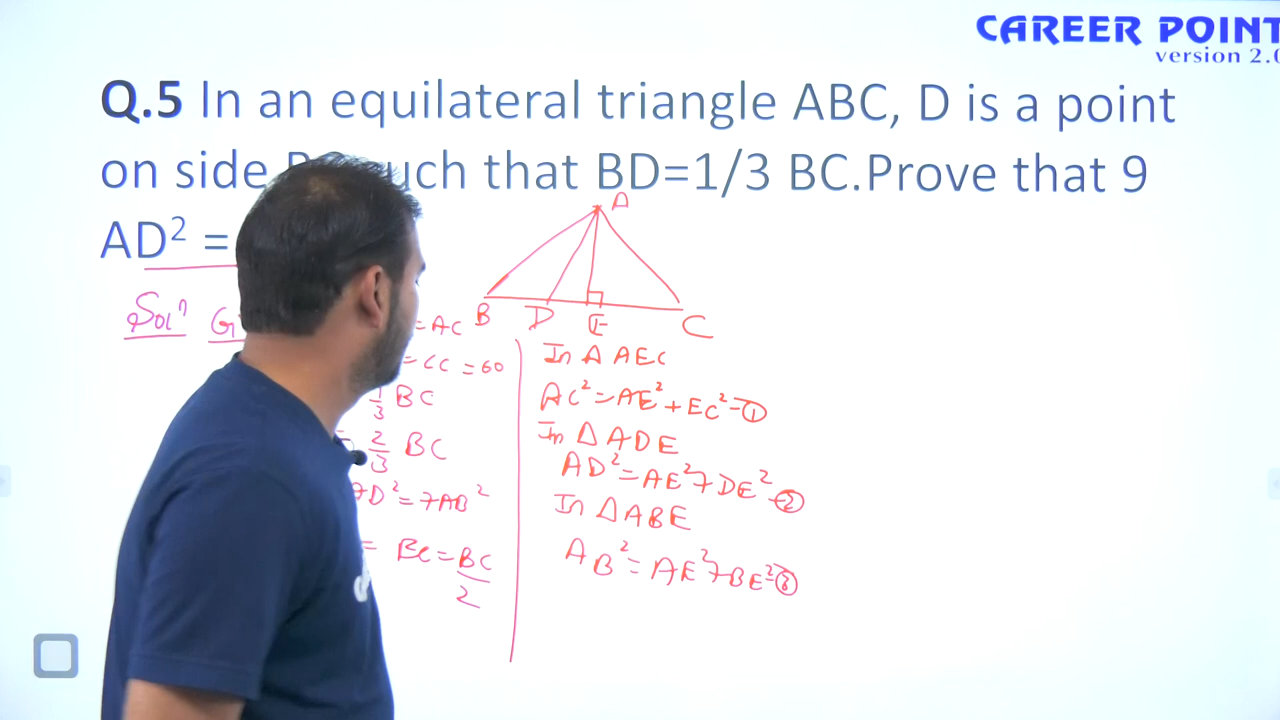 CAREER POINT
version 2.0
Q.5 In an equilateral triangle ABC, D is a point
on side such that BD=1/3 BC.Prove that 9
AD² =
A
B D E C
Solⁿ = AC
= ∠C = 60
1/3 BC
2/3 BC
AD² = 7AB²
= BE = BC/2
In Δ AEC
AC² = AE² + EC² - ①
In Δ ADE
AD² = AE² + DE² - ②
In Δ ABE
AB² = AE² + BE² - ③